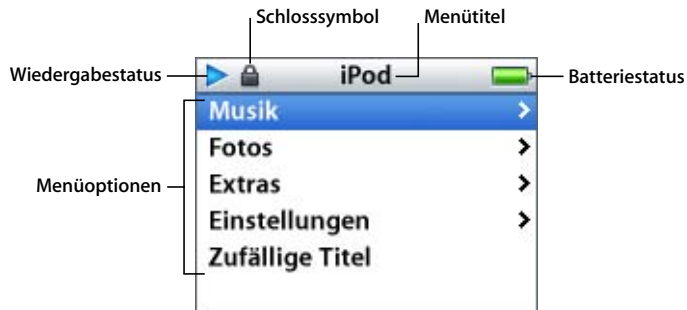 Schlosssymbol
Menütitel
Wiedergabestatus
iPod
Batteriestatus
Musik
Fotos
Menüoptionen
Extras
Einstellungen
Zufällige Titel